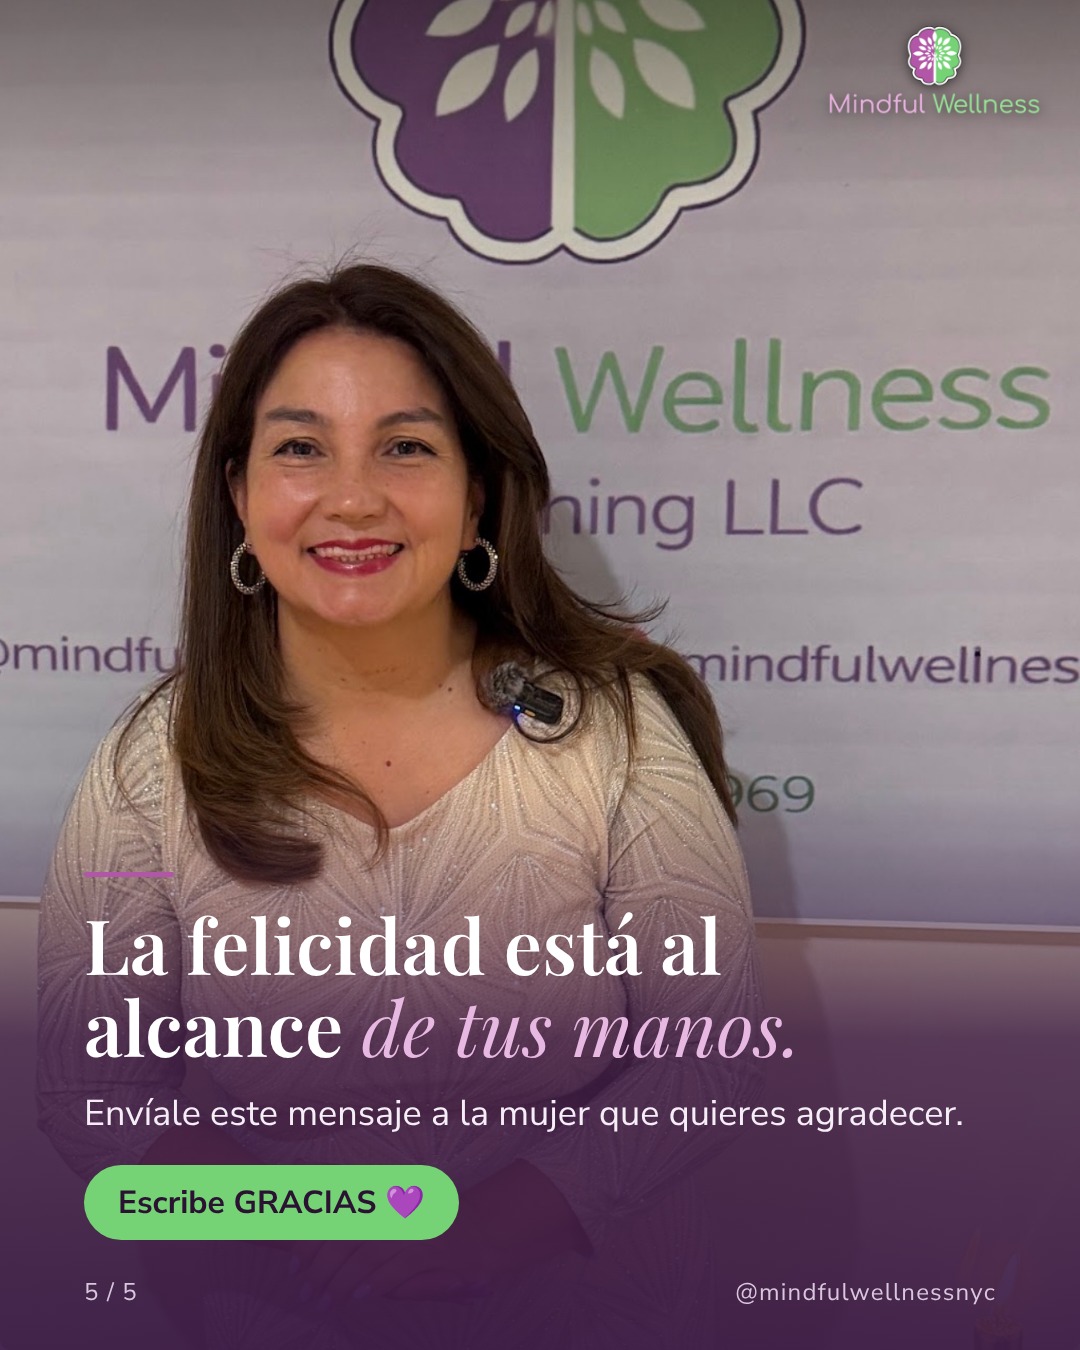 Mindful Wellness
Wellness
LLC
969
La felicidad está al
alcance de tus manos.
Envíale este mensaje a la mujer que quieres agradecer.
Escribe GRACIAS 💜
5 / 5
@mindfulwellnessnyc